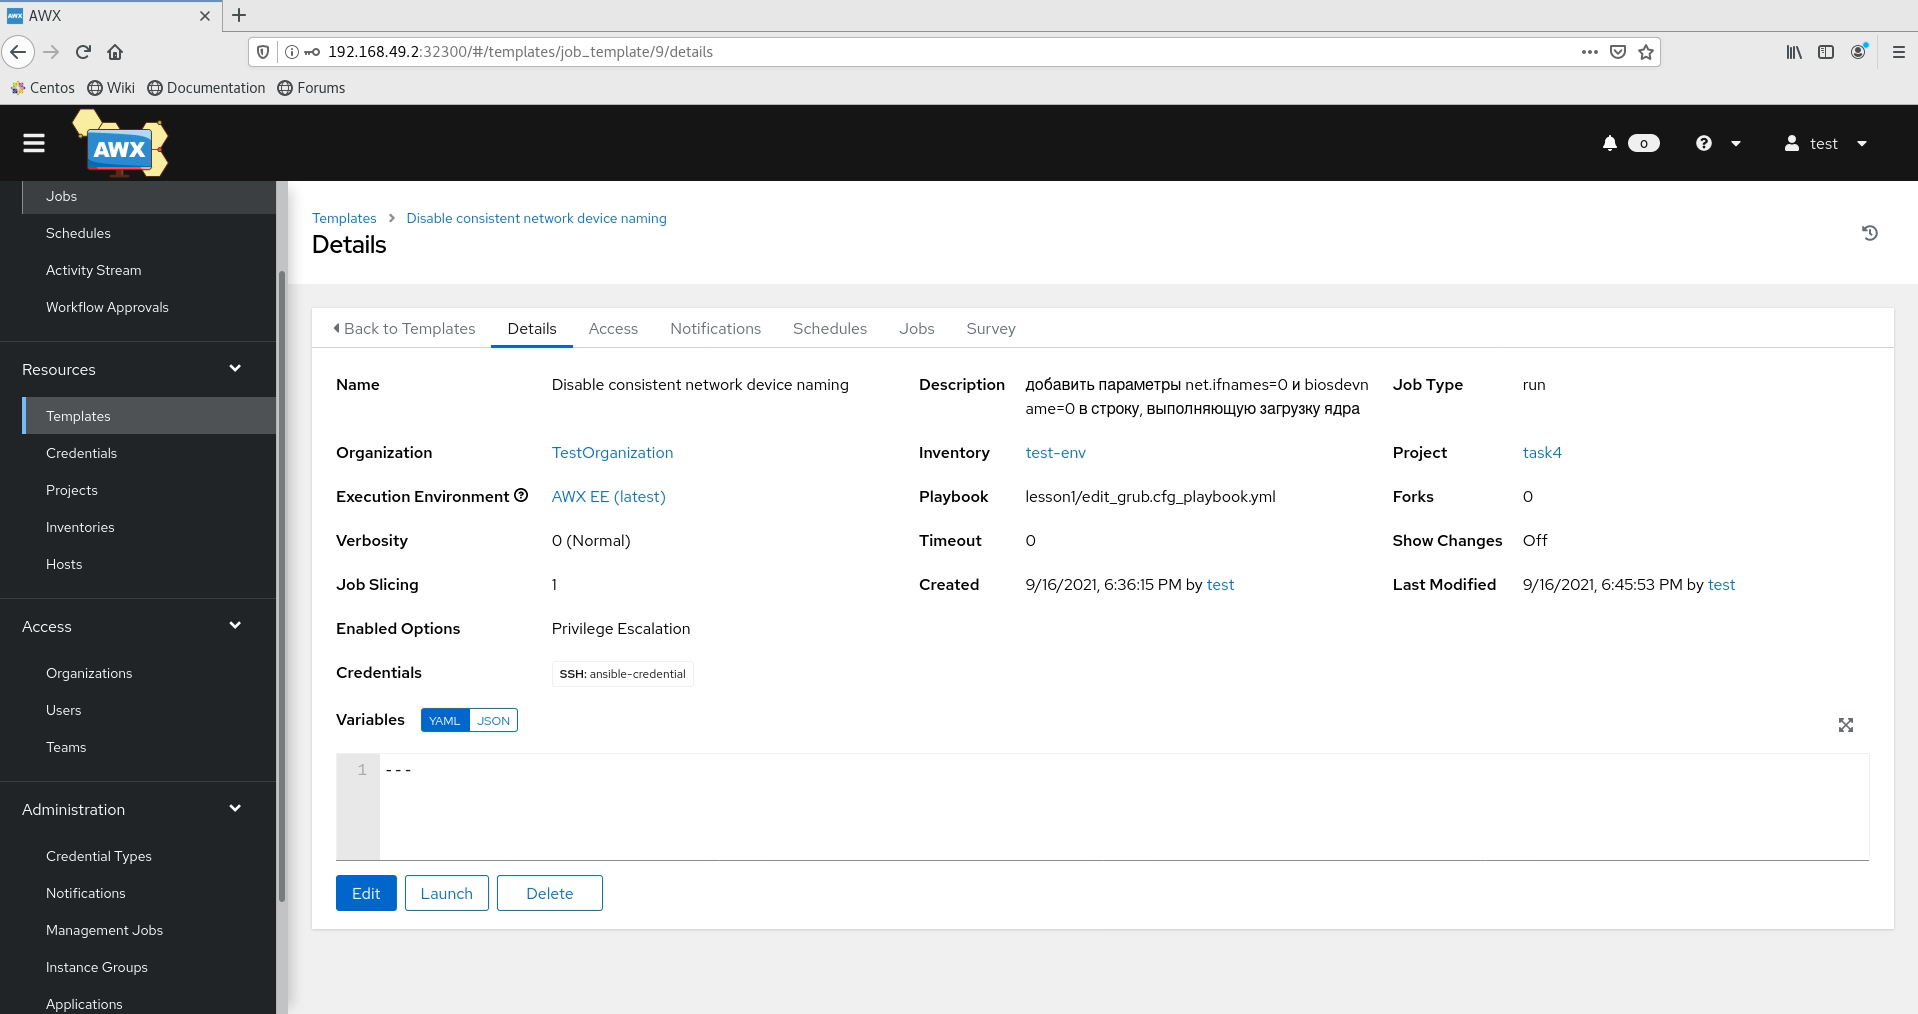 AWX
192.168.49.2:32300/#/templates/job_template/9/details
Centos Wiki Documentation Forums
AWX
0
test
Jobs
Schedules
Activity Stream
Workflow Approvals
Resources
Templates
Credentials
Projects
Inventories
Hosts
Access
Organizations
Users
Teams
Administration
Credential Types
Notifications
Management Jobs
Instance Groups
Applications
Templates Disable consistent network device naming
Details
Back to Templates Details Access Notifications Schedules Jobs Survey
Name Disable consistent network device naming
Description добавить параметры net.ifnames=0 и biosdevn
ame=0 в строку, выполняющую загрузку ядра
Job Type run
Organization TestOrganization
Inventory test-env
Project task4
Execution Environment AWX EE (latest)
Playbook lesson1/edit_grub.cfg_playbook.yml
Forks 0
Verbosity 0 (Normal)
Timeout 0
Show Changes Off
Job Slicing 1
Created 9/16/2021, 6:36:15 PM by test
Last Modified 9/16/2021, 6:45:53 PM by test
Enabled Options Privilege Escalation
Credentials SSH: ansible-credential
Variables YAML JSON
1 ---
Edit Launch Delete